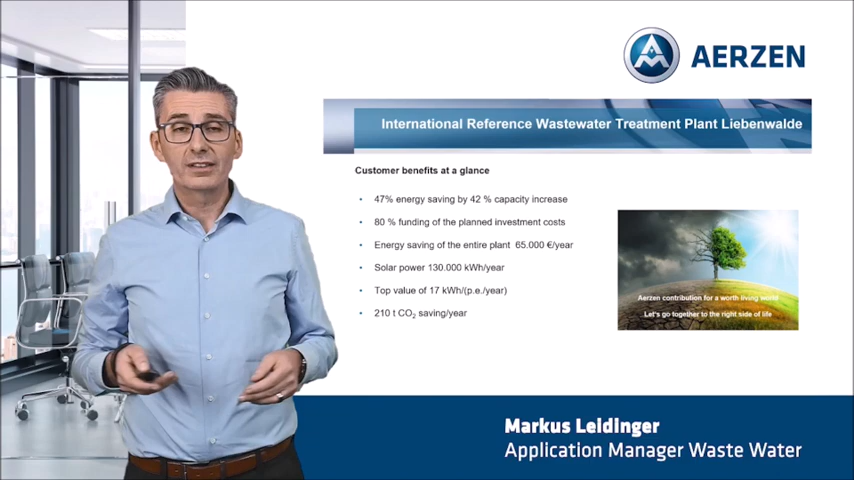 AERZEN
International Reference Wastewater Treatment Plant Liebenwalde
Customer benefits at a glance
• 47% energy saving by 42 % capacity increase
• 80 % funding of the planned investment costs
• Energy saving of the entire plant 65.000 €/year
• Solar power 130.000 kWh/year
• Top value of 17 kWh/(p.e./year)
• 210 t CO₂ saving/year
Aerzen contribution for a worth living world
Let's go together to the right side of life
Markus Leidinger
Application Manager Waste Water